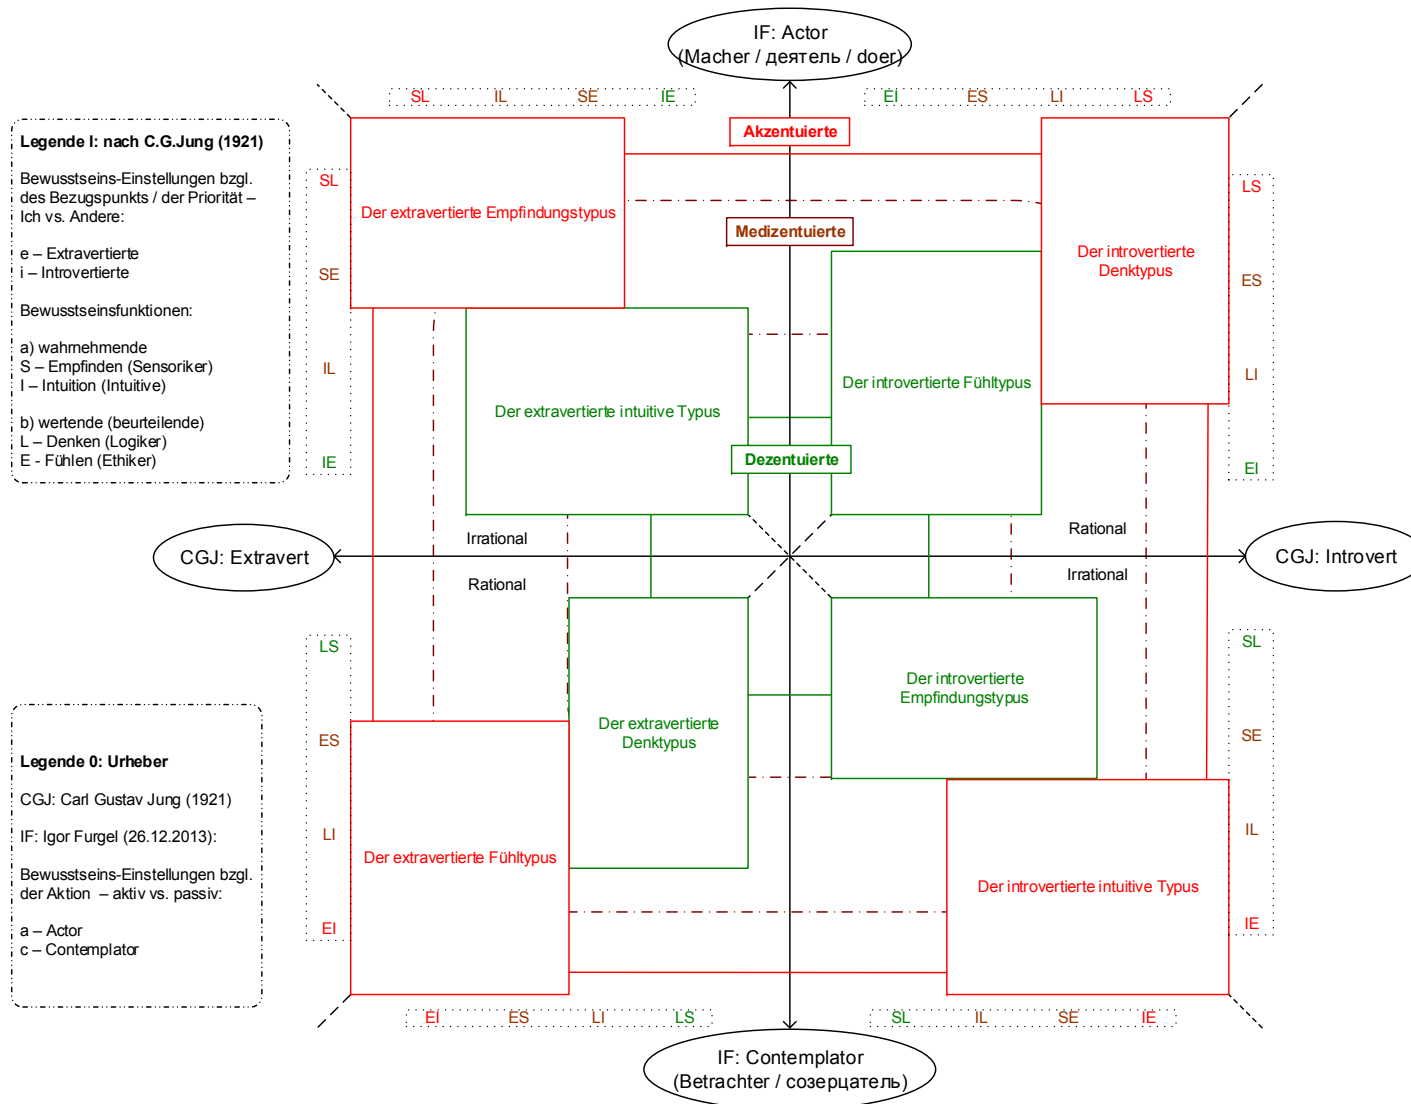 IF: Actor
(Macher / деятель / doer)
SL IL SE IE
EI ES LI LS
Legende I: nach C.G.Jung (1921)
Bewusstseins-Einstellungen bzgl.
des Bezugspunkts / der Priorität –
Ich vs. Andere:
e – Extravertierte
i – Introvertierte
Bewusstseinsfunktionen:
a) wahrnehmende
S – Empfinden (Sensoriker)
I – Intuition (Intuitive)
b) wertende (beurteilende)
L – Denken (Logiker)
E - Fühlen (Ethiker)
SL
SE
IL
IE
Akzentuierte
Medizentuierte
Dezentuierte
Der extravertierte Empfindungstypus
Der introvertierte
Denktypus
Der extravertierte intuitive Typus
Der introvertierte Fühltypus
LS
ES
LI
EI
CGJ: Extravert
Irrational
Rational
Rational
Irrational
CGJ: Introvert
LS
ES
LI
EI
Der extravertierte
Denktypus
Der introvertierte
Empfindungstypus
Der extravertierte Fühltypus
Der introvertierte intuitive Typus
SL
SE
IL
IE
Legende 0: Urheber
CGJ: Carl Gustav Jung (1921)
IF: Igor Furgel (26.12.2013):
Bewusstseins-Einstellungen bzgl.
der Aktion – aktiv vs. passiv:
a – Actor
c – Contemplator
EI ES LI LS
SL IL SE IE
IF: Contemplator
(Betrachter / созерцатель)